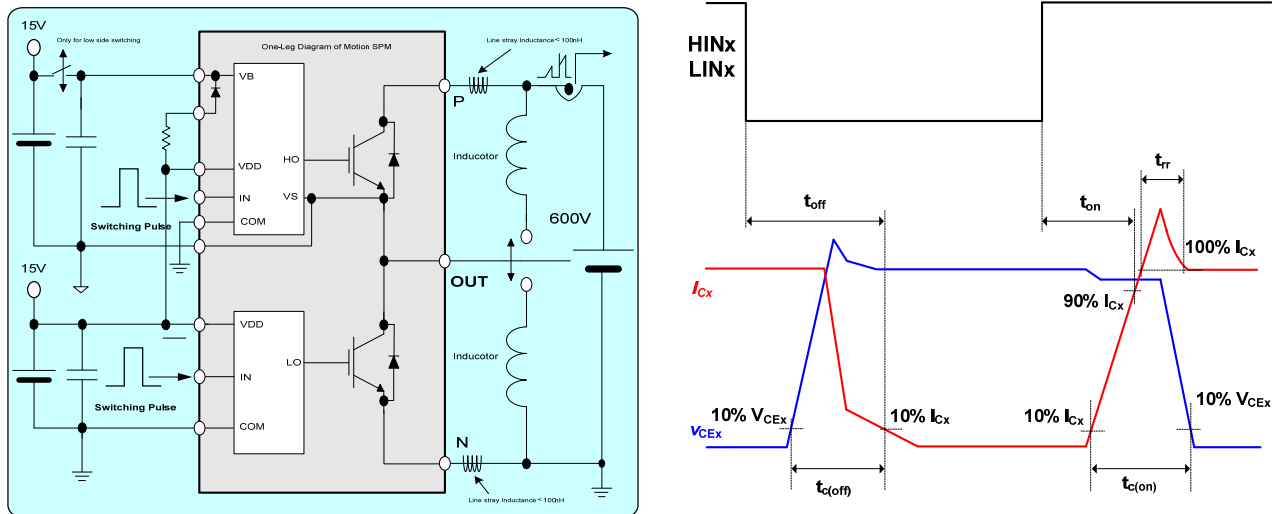 15V
Only for low side switching
One-Leg Diagram of Motion SPM
Line stray Inductance < 100nH
VB
P
Inducotor
VDD
HO
IN
VS
Switching Pulse
COM
600V
15V
OUT
VDD
Inducotor
LO
IN
Switching Pulse
COM
N
Line stray Inductance < 100nH
HINx
LINx
trr
toff
ton
100% ICx
ICx
90% ICx
10% VCEx
10% ICx
10% ICx
10% VCEx
vCEx
tc(off)
tc(on)